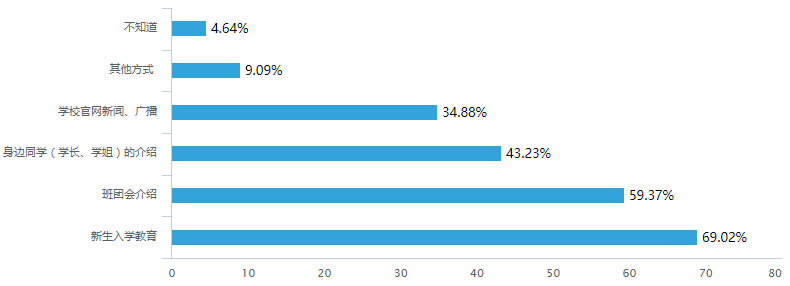 不知道 4.64%
其他方式 9.09%
学校官网新闻、广播 34.88%
身边同学（学长、学姐）的介绍 43.23%
班团会介绍 59.37%
新生入学教育 69.02%
0 10 20 30 40 50 60 70 80